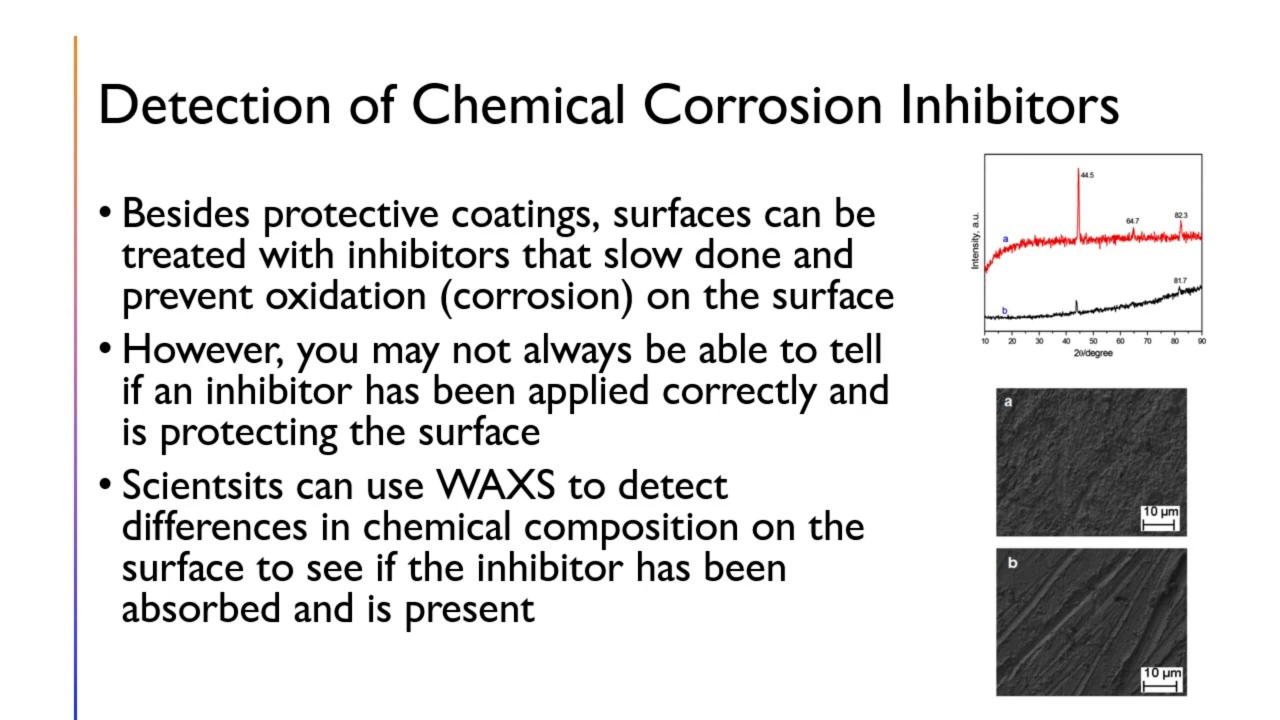 Detection of Chemical Corrosion Inhibitors
• Besides protective coatings, surfaces can be
treated with inhibitors that slow done and
prevent oxidation (corrosion) on the surface
• However, you may not always be able to tell
if an inhibitor has been applied correctly and
is protecting the surface
• Scientsits can use WAXS to detect
differences in chemical composition on the
surface to see if the inhibitor has been
absorbed and is present
44.5
64.7
82.3
a
Intensity, a.u.
81.7
b
10 20 30 40 50 60 70 80 90
2θ/degree
a
10 µm
b
10 µm